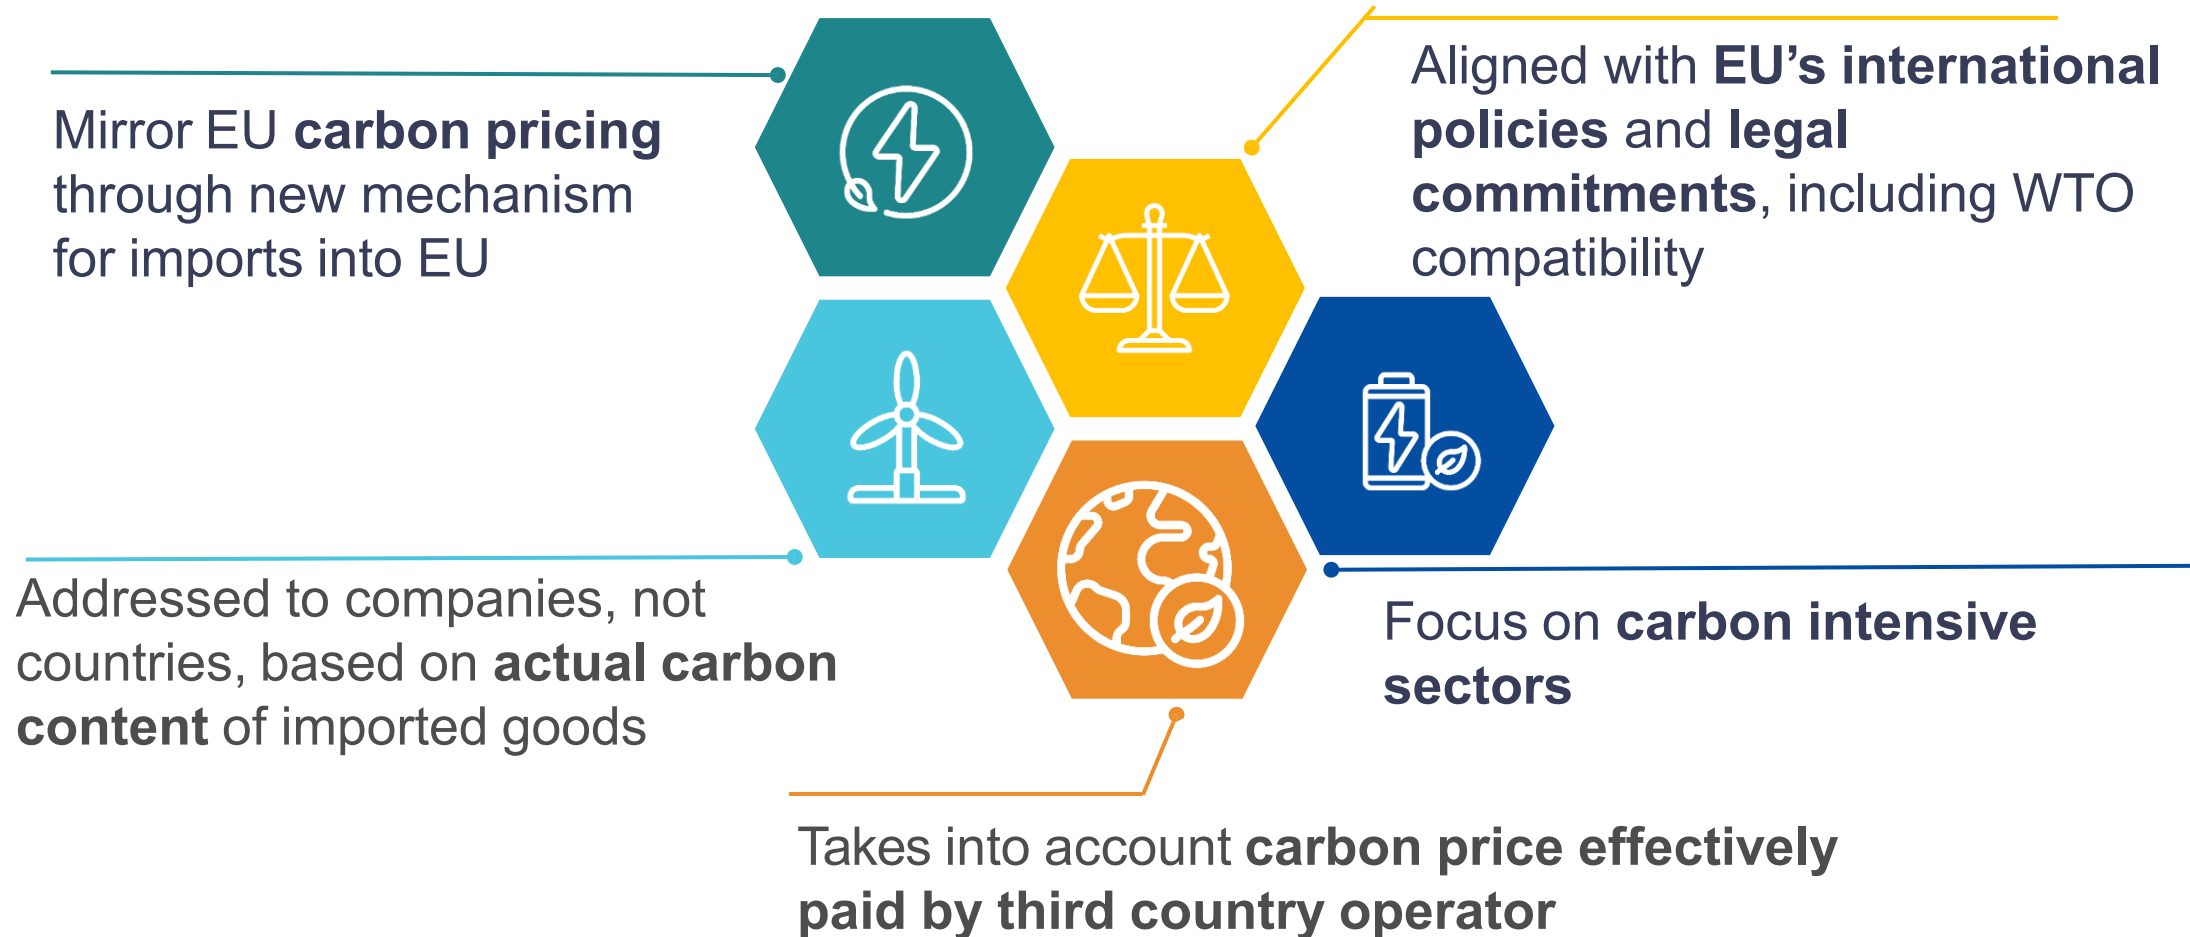 Mirror EU carbon pricing
through new mechanism
for imports into EU
Aligned with EU’s international
policies and legal
commitments, including WTO
compatibility
Addressed to companies, not
countries, based on actual carbon
content of imported goods
Focus on carbon intensive
sectors
Takes into account carbon price effectively
paid by third country operator